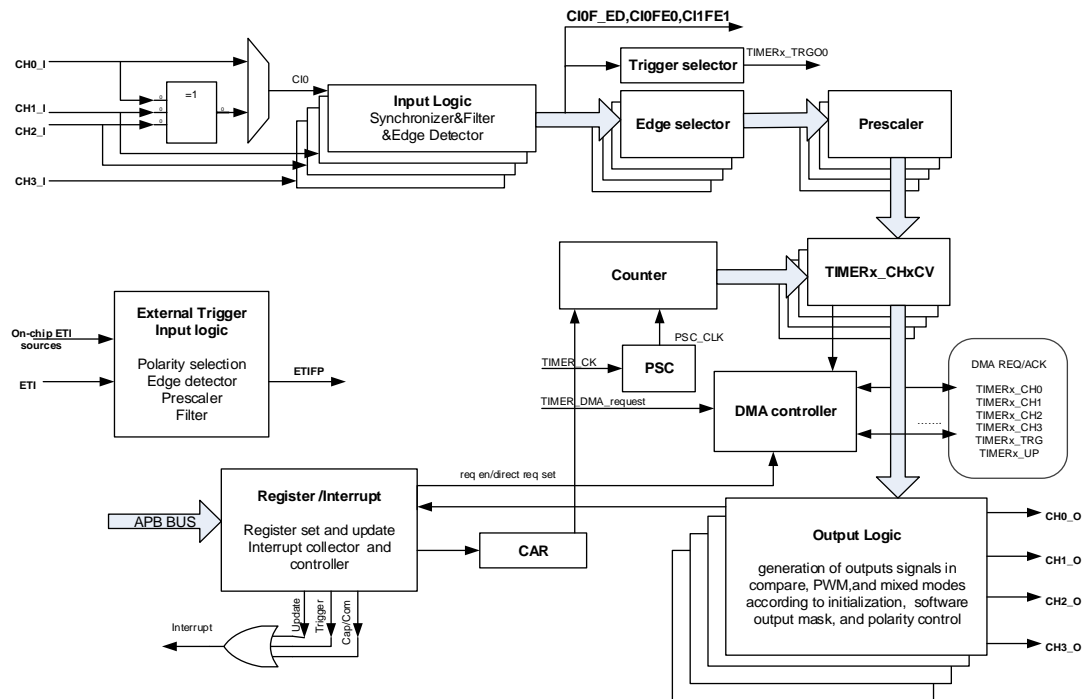 CI0F_ED,CI0FE0,CI1FE1
CH0_I
CH1_I
CH2_I
CH3_I
=1
CI0
Input Logic
Synchronizer&Filter
&Edge Detector
Trigger selector
TIMERx_TRGO0
Edge selector
Prescaler
Counter
TIMERx_CHxCV
External Trigger
Input logic
Polarity selection
Edge detector
Prescaler
Filter
On-chip ETI
sources
ETI
ETIFP
PSC_CLK
TIMER_CK
PSC
TIMER_DMA_request
DMA controller
DMA REQ/ACK
TIMERx_CH0
TIMERx_CH1
TIMERx_CH2
TIMERx_CH3
TIMERx_TRG
TIMERx_UP
.......
req en/direct req set
APB BUS
Register /Interrupt
Register set and update
Interrupt collector and
controller
CAR
Update
Trigger
Cap/Com
Interrupt
Output Logic
generation of outputs signals in
compare, PWM,and mixed modes
according to initialization, software
output mask, and polarity control
CH0_O
CH1_O
CH2_O
CH3_O